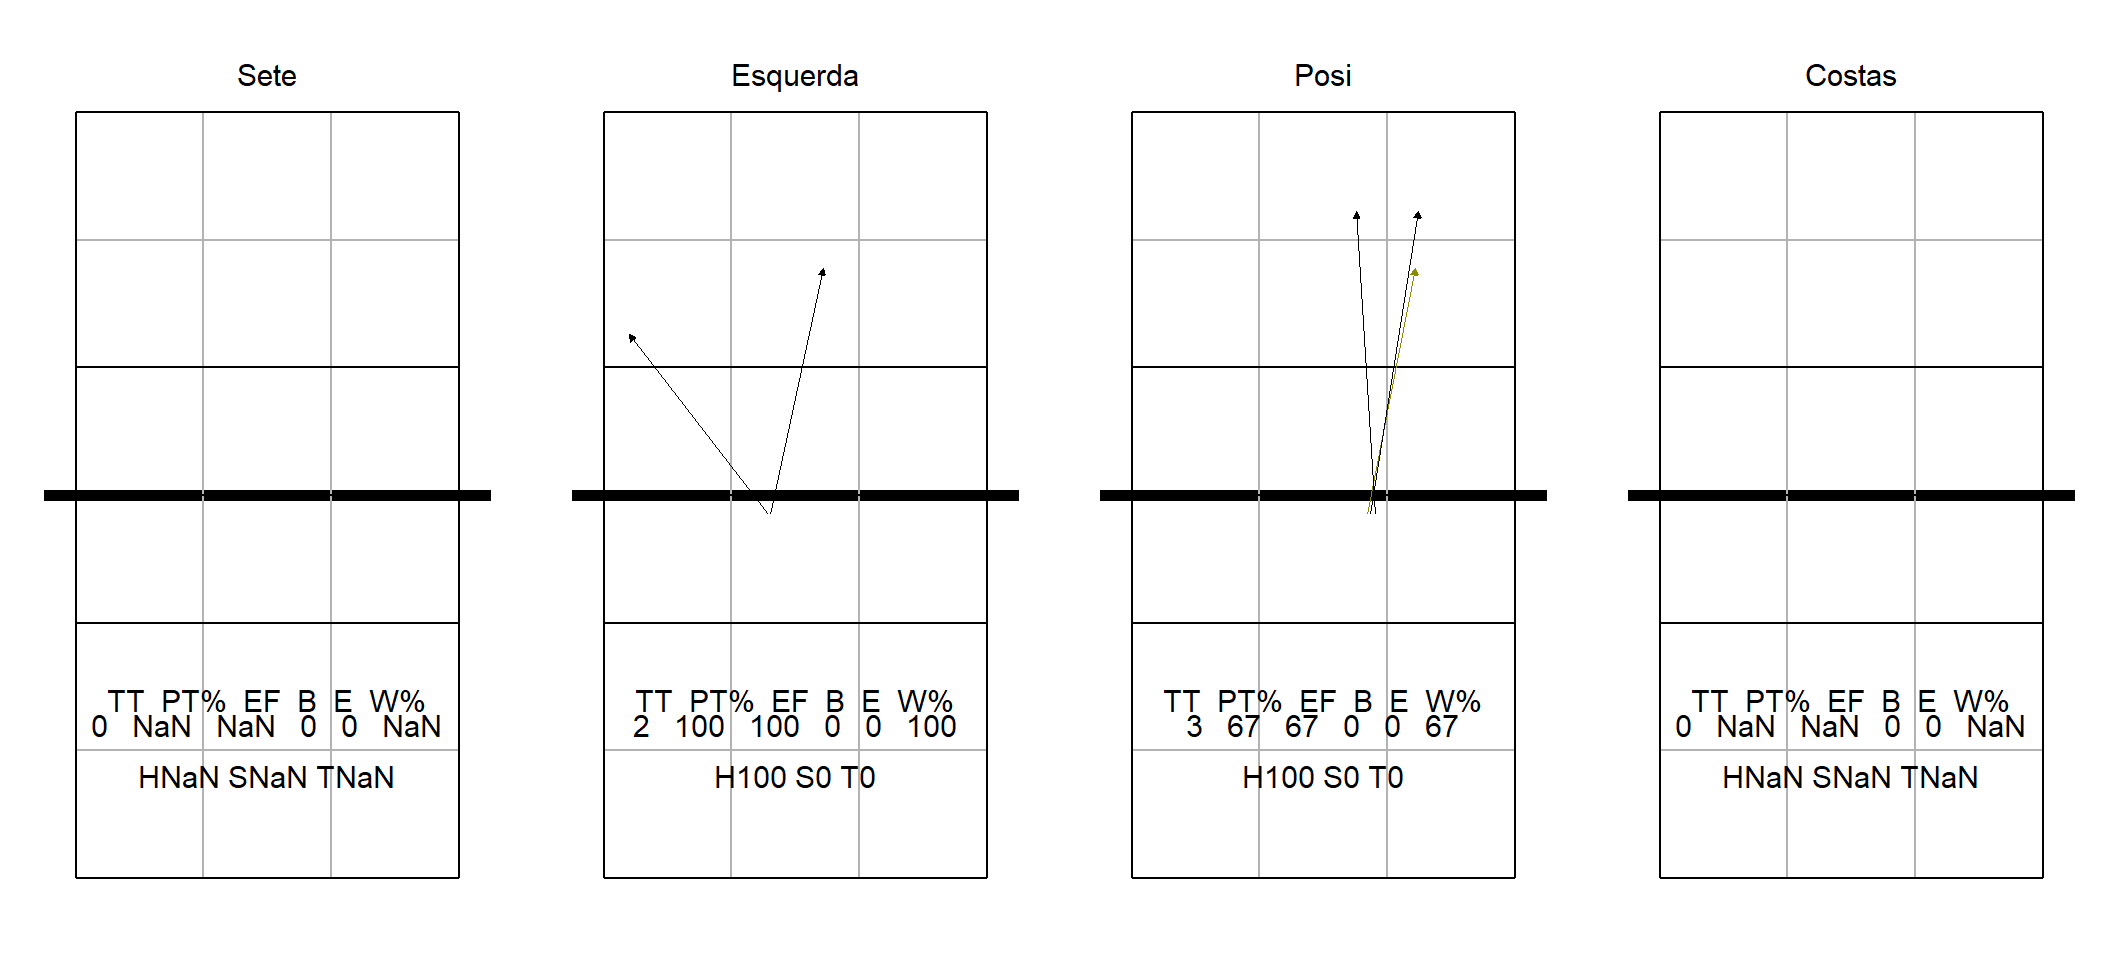 Sete
TT PT% EF B E W%
0 NaN NaN 0 0 NaN
HNaN SNaN TNaN
Esquerda
TT PT% EF B E W%
2 100 100 0 0 100
H100 S0 T0
Posi
TT PT% EF B E W%
3 67 67 0 0 67
H100 S0 T0
Costas
TT PT% EF B E W%
0 NaN NaN 0 0 NaN
HNaN SNaN TNaN